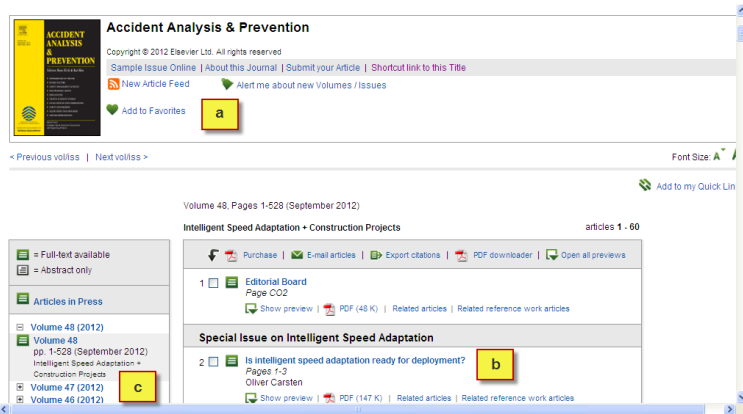 ACCIDENT
ANALYSIS
&
PREVENTION
Accident Analysis & Prevention
Copyright © 2012 Elsevier Ltd. All rights reserved
Sample Issue Online | About this Journal | Submit your Article | Shortcut link to this Title
New Article Feed
Alert me about new Volumes / Issues
Add to Favorites
a
< Previous vol/iss | Next vol/iss >
Font Size: A
Add to my Quick Lin
Volume 48, Pages 1-528 (September 2012)
Intelligent Speed Adaptation + Construction Projects
articles 1 - 60
= Full-text available
= Abstract only
Articles in Press
Volume 48 (2012)
Volume 48
pp. 1-528 (September 2012)
Intelligent Speed Adaptation +
Construction Projects
Volume 47 (2012)
Volume 46 (2012)
c
Purchase | E-mail articles | Export citations | PDF downloader | Open all previews
1 Editorial Board
Page CO2
Show preview | PDF (48 K) | Related articles | Related reference work articles
Special Issue on Intelligent Speed Adaptation
2 Is intelligent speed adaptation ready for deployment?
Pages 1-3
Oliver Carsten
b
Show preview | PDF (147 K) | Related articles | Related reference work articles